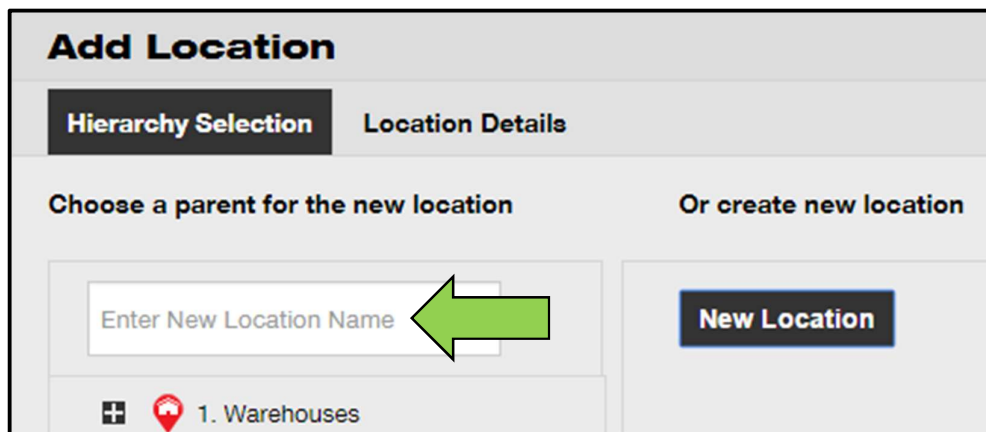 Add Location
Hierarchy Selection Location Details
Choose a parent for the new location Or create new location
Enter New Location Name New Location
1. Warehouses